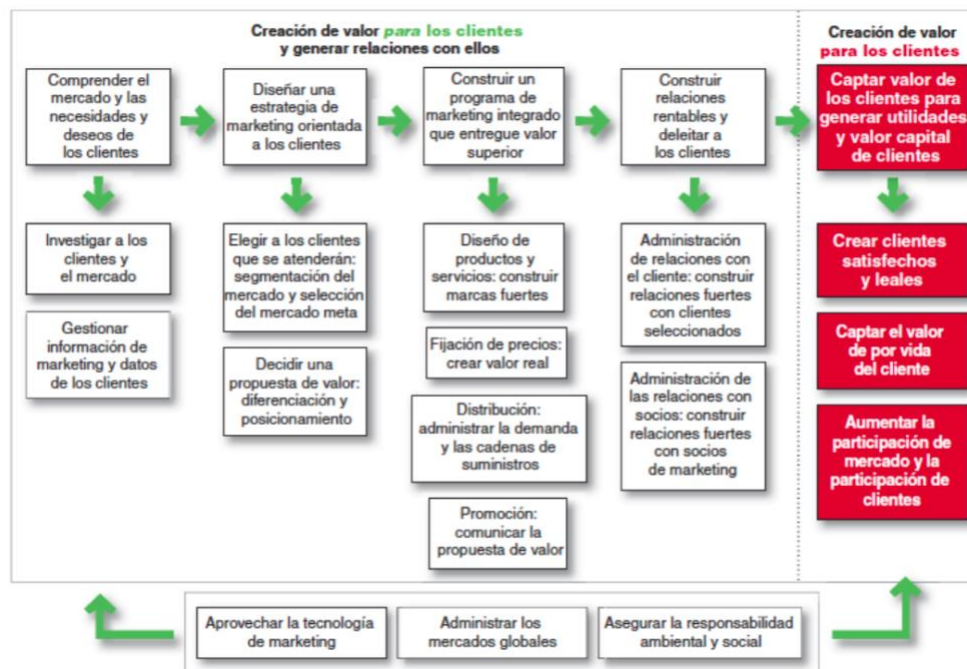 Creación de valor para los clientes
y generar relaciones con ellos
Creación de valor
para los clientes
Comprender el
mercado y las
necesidades y
deseos de
los clientes
Diseñar una
estrategia de
marketing orientada
a los clientes
Construir un
programa de
marketing integrado
que entregue valor
superior
Construir
relaciones
rentables y
deleitar a
los clientes
Captar valor de
los clientes para
generar utilidades
y valor capital
de clientes
Investigar a los
clientes y
el mercado
Gestionar
información de
marketing y datos
de los clientes
Elegir a los clientes
que se atenderán:
segmentación del
mercado y selección
del mercado meta
Decidir una
propuesta de valor:
diferenciación y
posicionamiento
Diseño de
productos y
servicios: construir
marcas fuertes
Fijación de precios:
crear valor real
Distribución:
administrar la demanda
y las cadenas de
suministros
Promoción:
comunicar la
propuesta de valor
Administración
de relaciones con
el cliente: construir
relaciones fuertes
con clientes
seleccionados
Administración de
las relaciones con
socios: construir
relaciones fuertes
con socios
de marketing
Crear clientes
satisfechos
y leales
Captar el valor
de por vida
del cliente
Aumentar la
participación de
mercado y la
participación de
clientes
Aprovechar la tecnología
de marketing
Administrar los
mercados globales
Asegurar la responsabilidad
ambiental y social